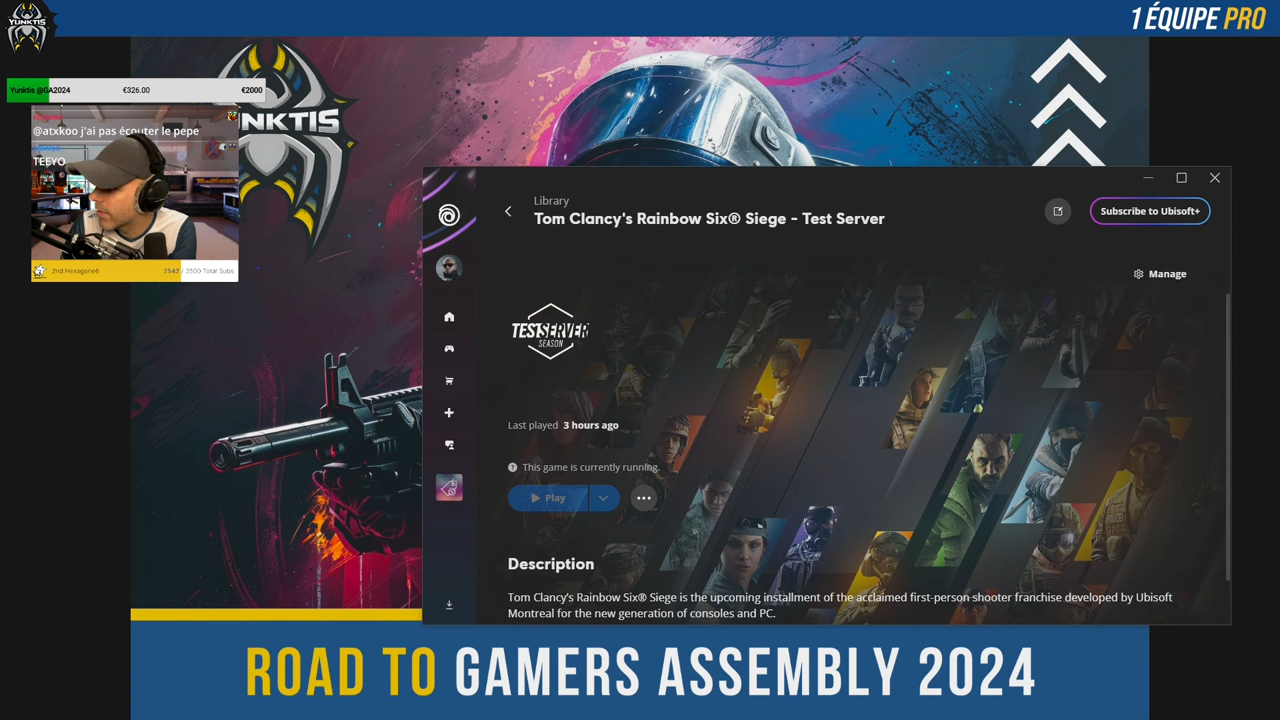 YUNKTIS
1 ÉQUIPE PRO
Yunktis @GA2024 €326.00 €2000
@atxkoo j'ai pas écouter le pepe
TEEYO
2nd Hexagone6 2547 / 3500 Total Subs
NKTIS
Library
Tom Clancy's Rainbow Six® Siege - Test Server
Subscribe to Ubisoft+
Manage
TEST SERVER
SEASON
Last played 3 hours ago
This game is currently running.
Play
Description
Tom Clancy's Rainbow Six® Siege is the upcoming installment of the acclaimed first-person-shooter franchise developed by Ubisoft
Montreal for the new generation of consoles and PC.
ROAD TO GAMERS ASSEMBLY 2024